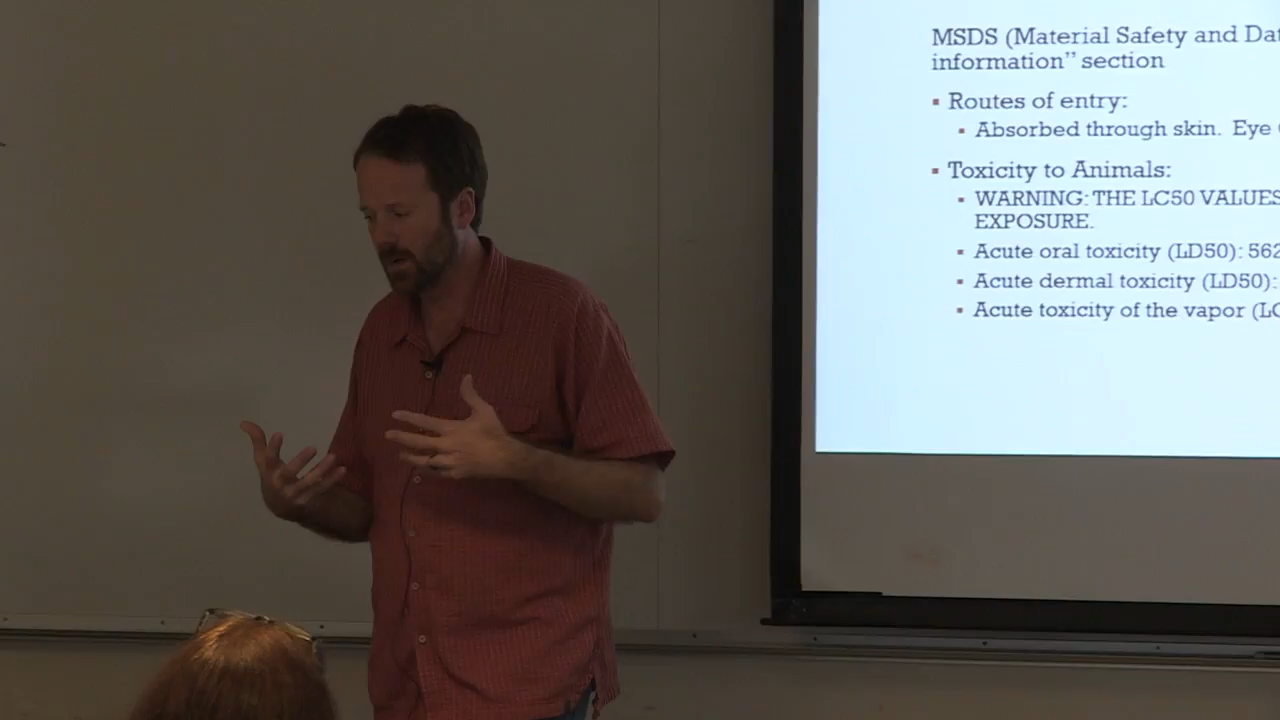 MSDS (Material Safety and Dat
information” section
▪ Routes of entry:
▪ Absorbed through skin. Eye
▪ Toxicity to Animals:
▪ WARNING: THE LC50 VALUES
EXPOSURE.
▪ Acute oral toxicity (LD50): 562
▪ Acute dermal toxicity (LD50):
▪ Acute toxicity of the vapor (LC